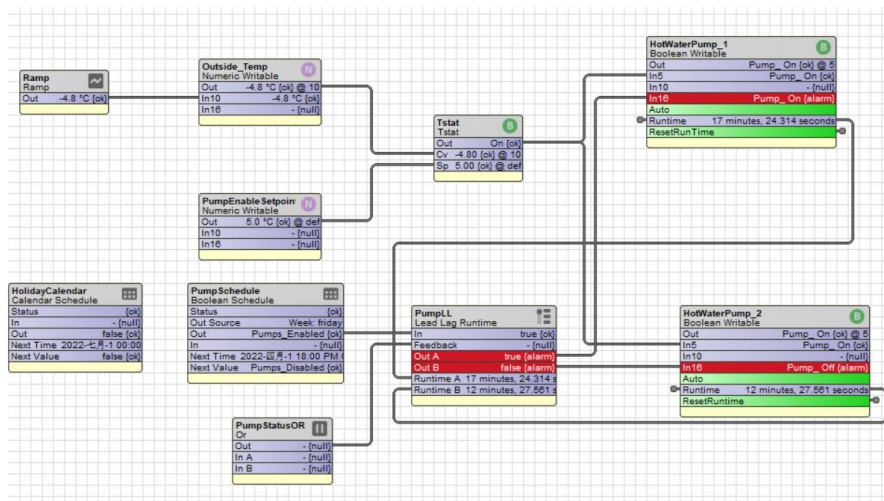 Ramp
Ramp
Out -4.8 °C {ok}
Outside_Temp
Numeric Writable
N
Out -4.8 °C {ok} @ 10
In10 -4.8 °C {ok}
In16 - {null}
PumpEnableSetpoin
Numeric Writable
N
Out 5.0 °C {ok} @ def
In10 - {null}
In16 - {null}
Tstat
Tstat
B
Out On {ok}
Cv -4.80 {ok} @ 10
Sp 5.00 {ok} @ def
HotWaterPump_1
Boolean Writable
B
Out Pump_ On {ok} @ 5
In5 Pump_ On {ok}
In10 - {null}
In16 Pump_ On {alarm}
Auto
Runtime 17 minutes, 24.314 seconds
ResetRunTime
HolidayCalendar
Calendar Schedule
Status {ok}
In - {null}
Out false {ok}
Next Time 2022-七月-1 00:00
Next Value false {ok}
PumpSchedule
Boolean Schedule
Status {ok}
Out Source Week: friday
Out Pumps_Enabled {ok}
In - {null}
Next Time 2022-四月-1 18:00 PM
Next Value Pumps_Disabled {ok}
PumpLL
Lead Lag Runtime
In true {ok}
Feedback - {null}
Out A true {alarm}
Out B false {alarm}
Runtime A 17 minutes, 24.314 s
Runtime B 12 minutes, 27.561 s
HotWaterPump_2
Boolean Writable
B
Out Pump_ On {ok} @ 5
In5 Pump_ On {ok}
In10 - {null}
In16 Pump_ Off {alarm}
Auto
Runtime 12 minutes, 27.561 seconds
ResetRuntime
PumpStatusOR
Or
Out - {null}
In A - {null}
In B - {null}